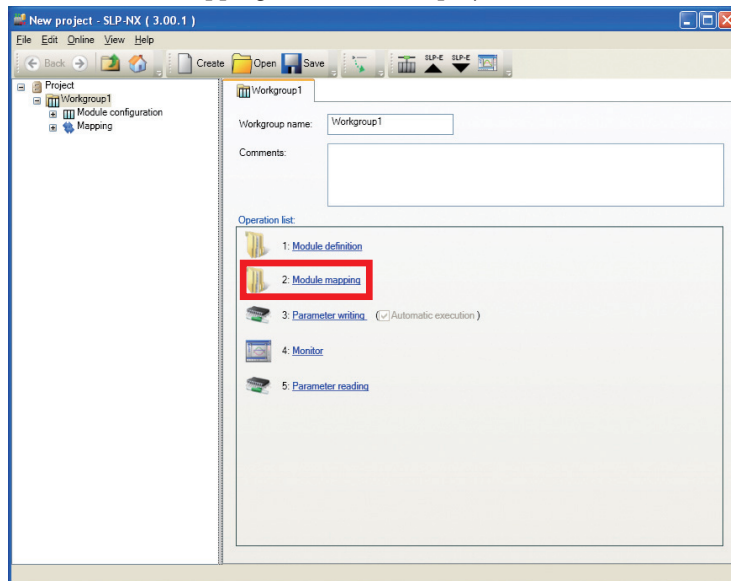 New project - SLP-NX ( 3.00.1 )
File Edit Online View Help
Back Create Open Save SLP-E SLP-E
Project
Workgroup1
Module configuration
Mapping
Workgroup1
Workgroup name: Workgroup1
Comments:
Operation list:
1: Module definition
2: Module mapping
3: Parameter writing ( Automatic execution )
4: Monitor
5: Parameter reading